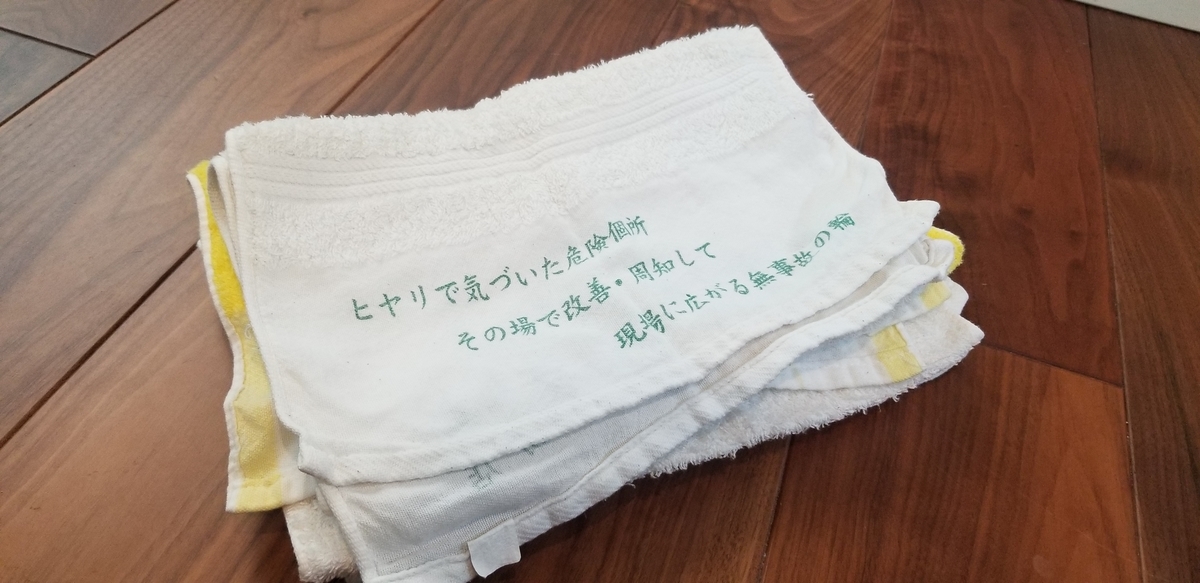 ヒヤリで気づいた危険個所
その場で改善・周知して
現場に広がる無事故の輪